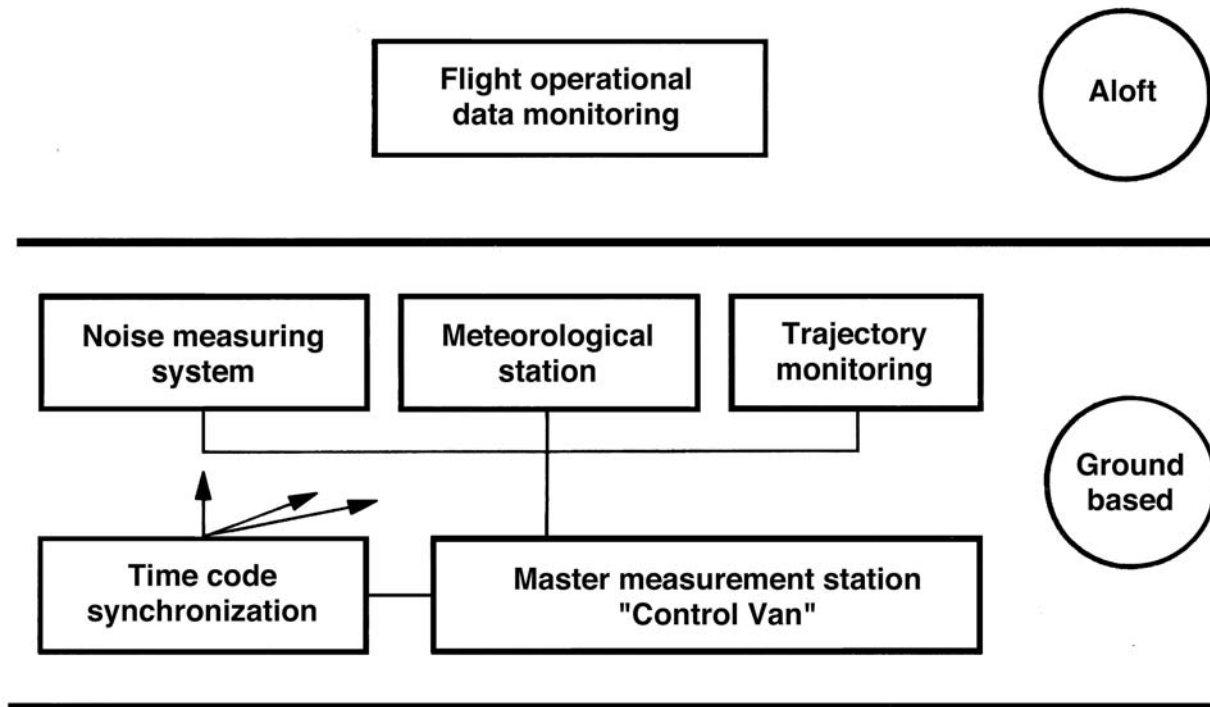 Flight operational
data monitoring
Aloft
Noise measuring
system
Meteorological
station
Trajectory
monitoring
Ground
based
Time code
synchronization
Master measurement station
"Control Van"